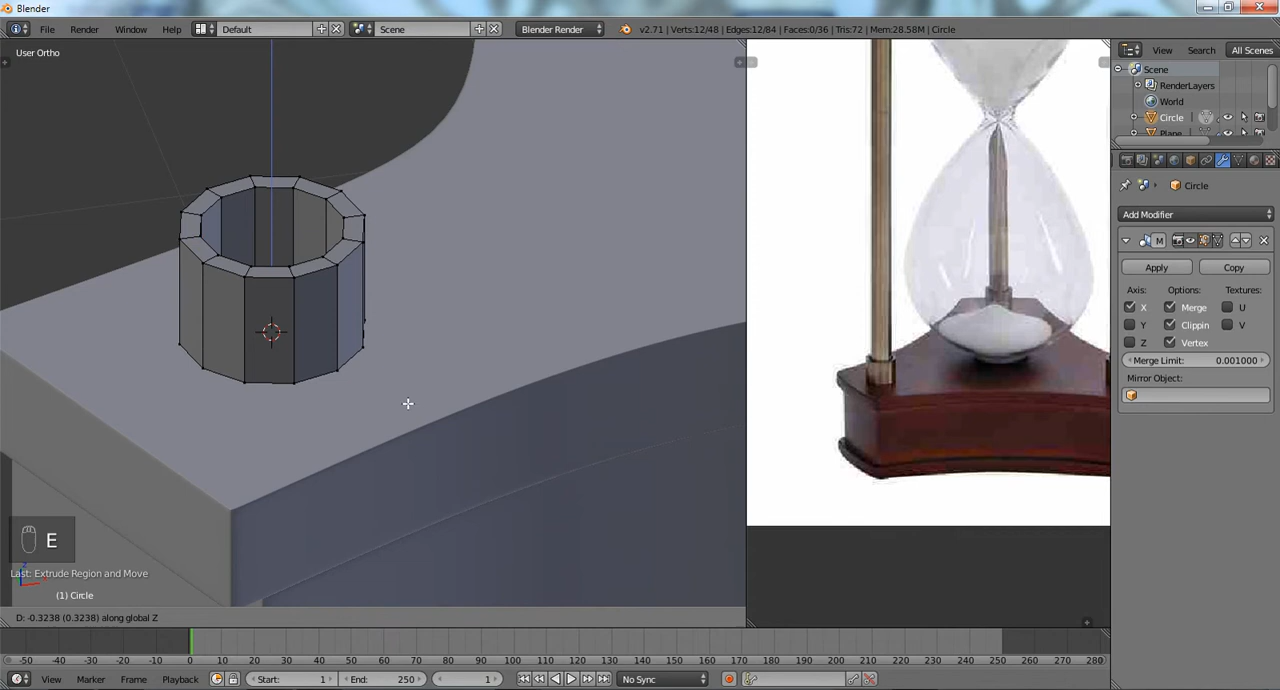 Blender
File Render Window Help Default Scene Blender Render v2.71 | Verts:12/48 | Edges:12/84 | Faces:0/36 | Tris:72 | Mem:28.58M | Circle
User Ortho
View Search All Scenes
Scene
RenderLayers
World
Circle
Plane
Circle
Add Modifier
M
Apply Copy
Axis: Options: Textures:
X Merge U
Y Clippin V
Z Vertex
Merge Limit: 0.001000
Mirror Object:
E
Last: Extrude Region and Move
(1) Circle
D: -0.3238 (0.3238) along global Z
-50 -40 -30 -20 -10 0 10 20 30 40 50 60 70 80 90 100 110 120 130 140 150 160 170 180 190 200 210 220 230 240 250 260 270 280
View Marker Frame Playback Start: 1 End: 250 1 No Sync